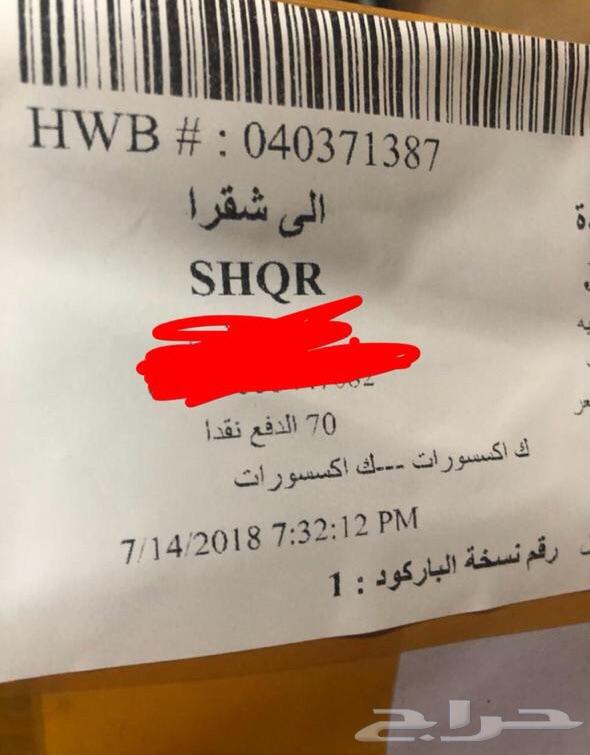 HWB # : 040371387
الى شقرا
SHQR
70 الدفع نقدا
ك اكسسورات ---ك اكسسورات
7/14/2018 7:32:12 PM
رقم نسخة الباركود : 1
حراج